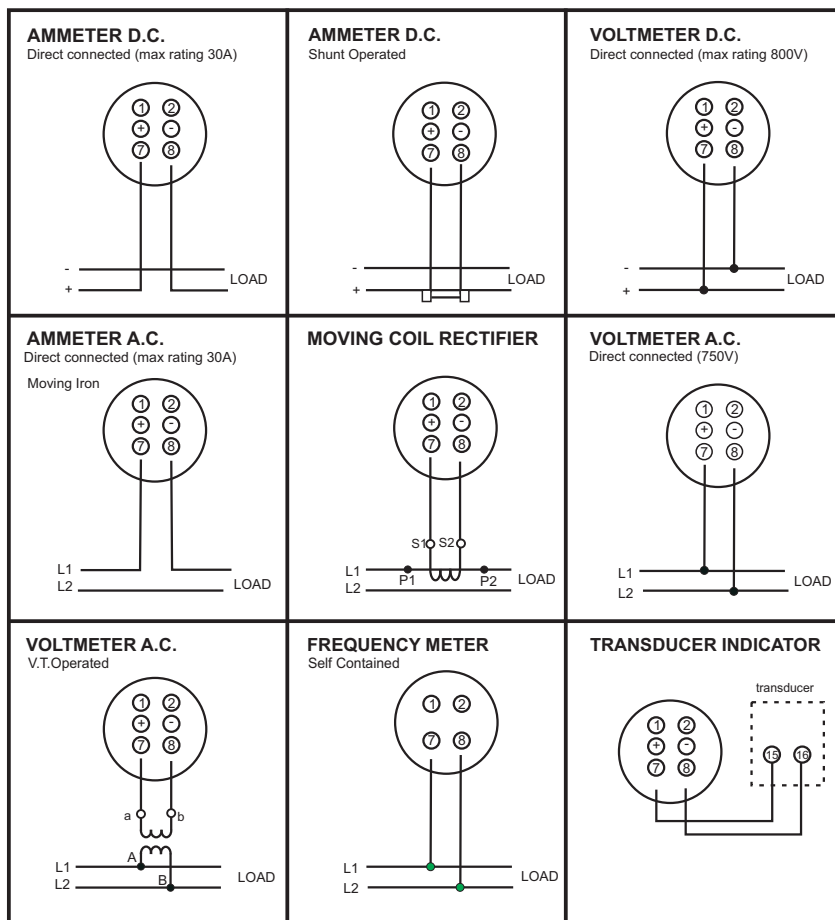 AMMETER D.C.
Direct connected (max rating 30A)
1 2
+ -
7 8
-
+
LOAD
AMMETER D.C.
Shunt Operated
1 2
+ -
7 8
-
+
LOAD
VOLTMETER D.C.
Direct connected (max rating 800V)
1 2
+ -
7 8
-
+
LOAD
AMMETER A.C.
Direct connected (max rating 30A)
Moving Iron
1 2
+ -
7 8
L1
L2
LOAD
MOVING COIL RECTIFIER
1 2
+ -
7 8
S1 S2
L1
P1 P2
L2
LOAD
VOLTMETER A.C.
Direct connected (750V)
1 2
+ -
7 8
L1
L2
LOAD
VOLTMETER A.C.
V.T.Operated
1 2
+ -
7 8
a b
A
L1
B
L2
LOAD
FREQUENCY METER
Self Contained
1 2
7 8
L1
L2
LOAD
TRANSDUCER INDICATOR
transducer
1 2
+ -
7 8
15 16